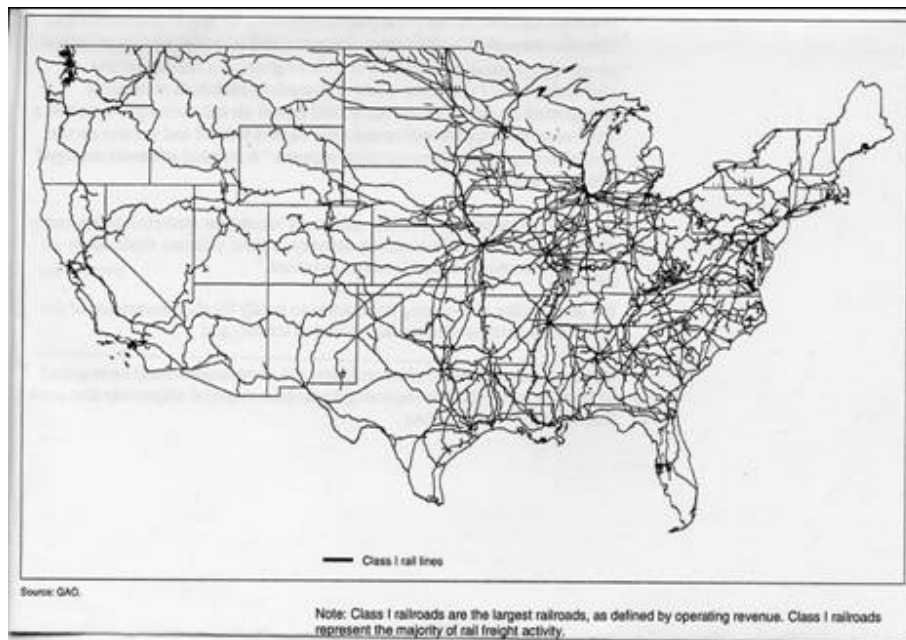 Class I rail lines
Source: GAO.
Note: Class I railroads are the largest railroads, as defined by operating revenue. Class I railroads
represent the majority of rail freight activity.